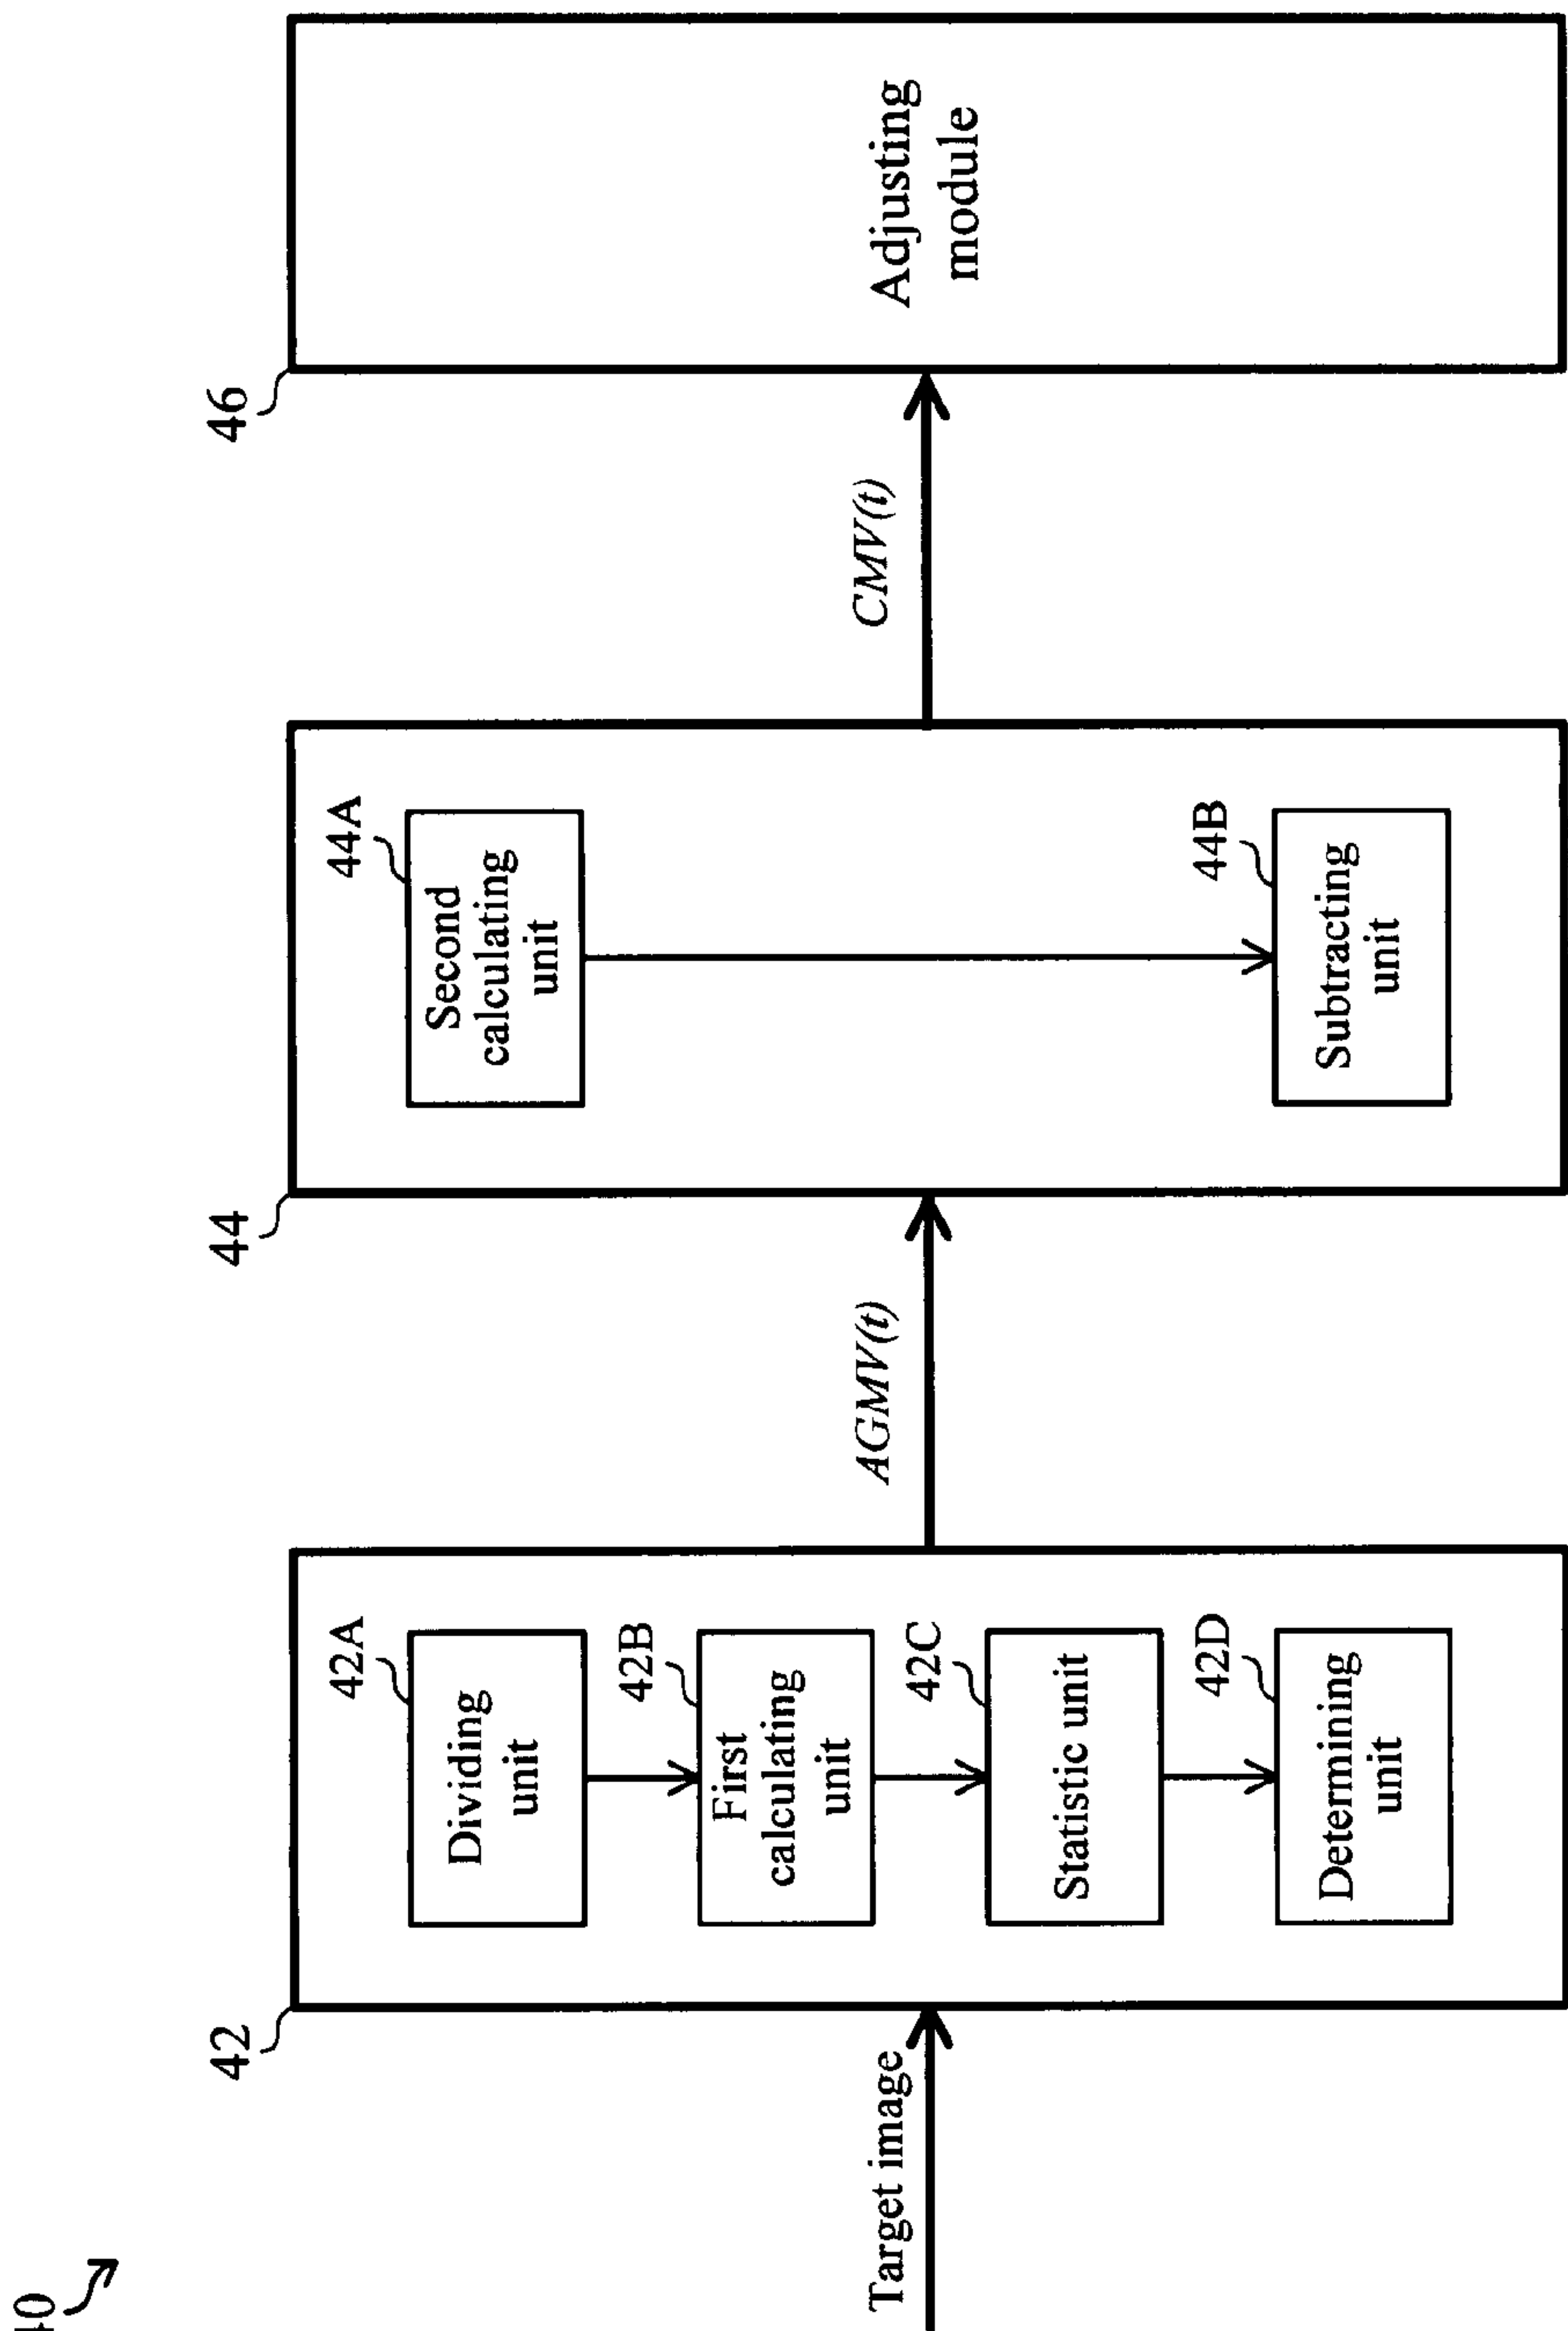 40
42
Target image
42A
Dividing
unit
42B
First
calculating
unit
42C
Statistic unit
42D
Determining
unit
AGMV(t)
44
44A
Second
calculating
unit
44B
Subtracting
unit
CMV(t)
46
Adjusting
module